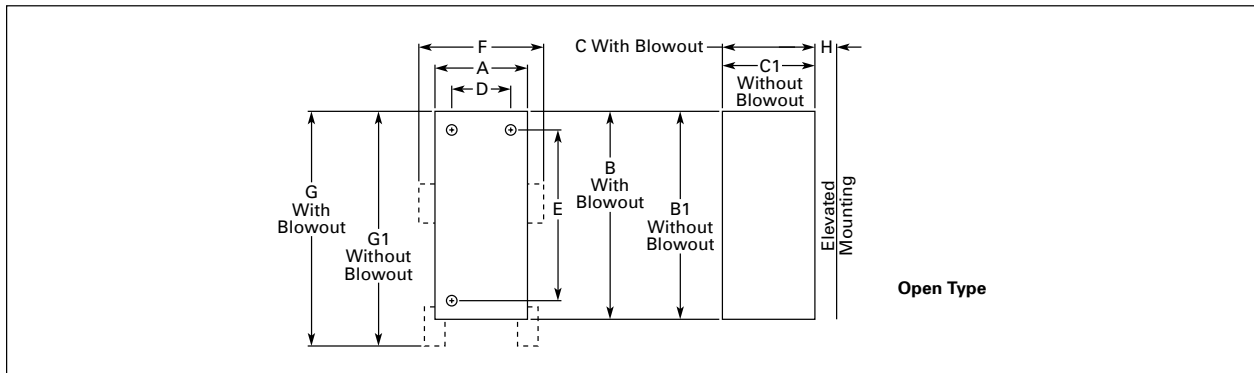 C With Blowout
H
F
A
D
C1
Without
Blowout
G
With
Blowout
G1
Without
Blowout
E
B
With
Blowout
B1
Without
Blowout
Elevated
Mounting
Open Type